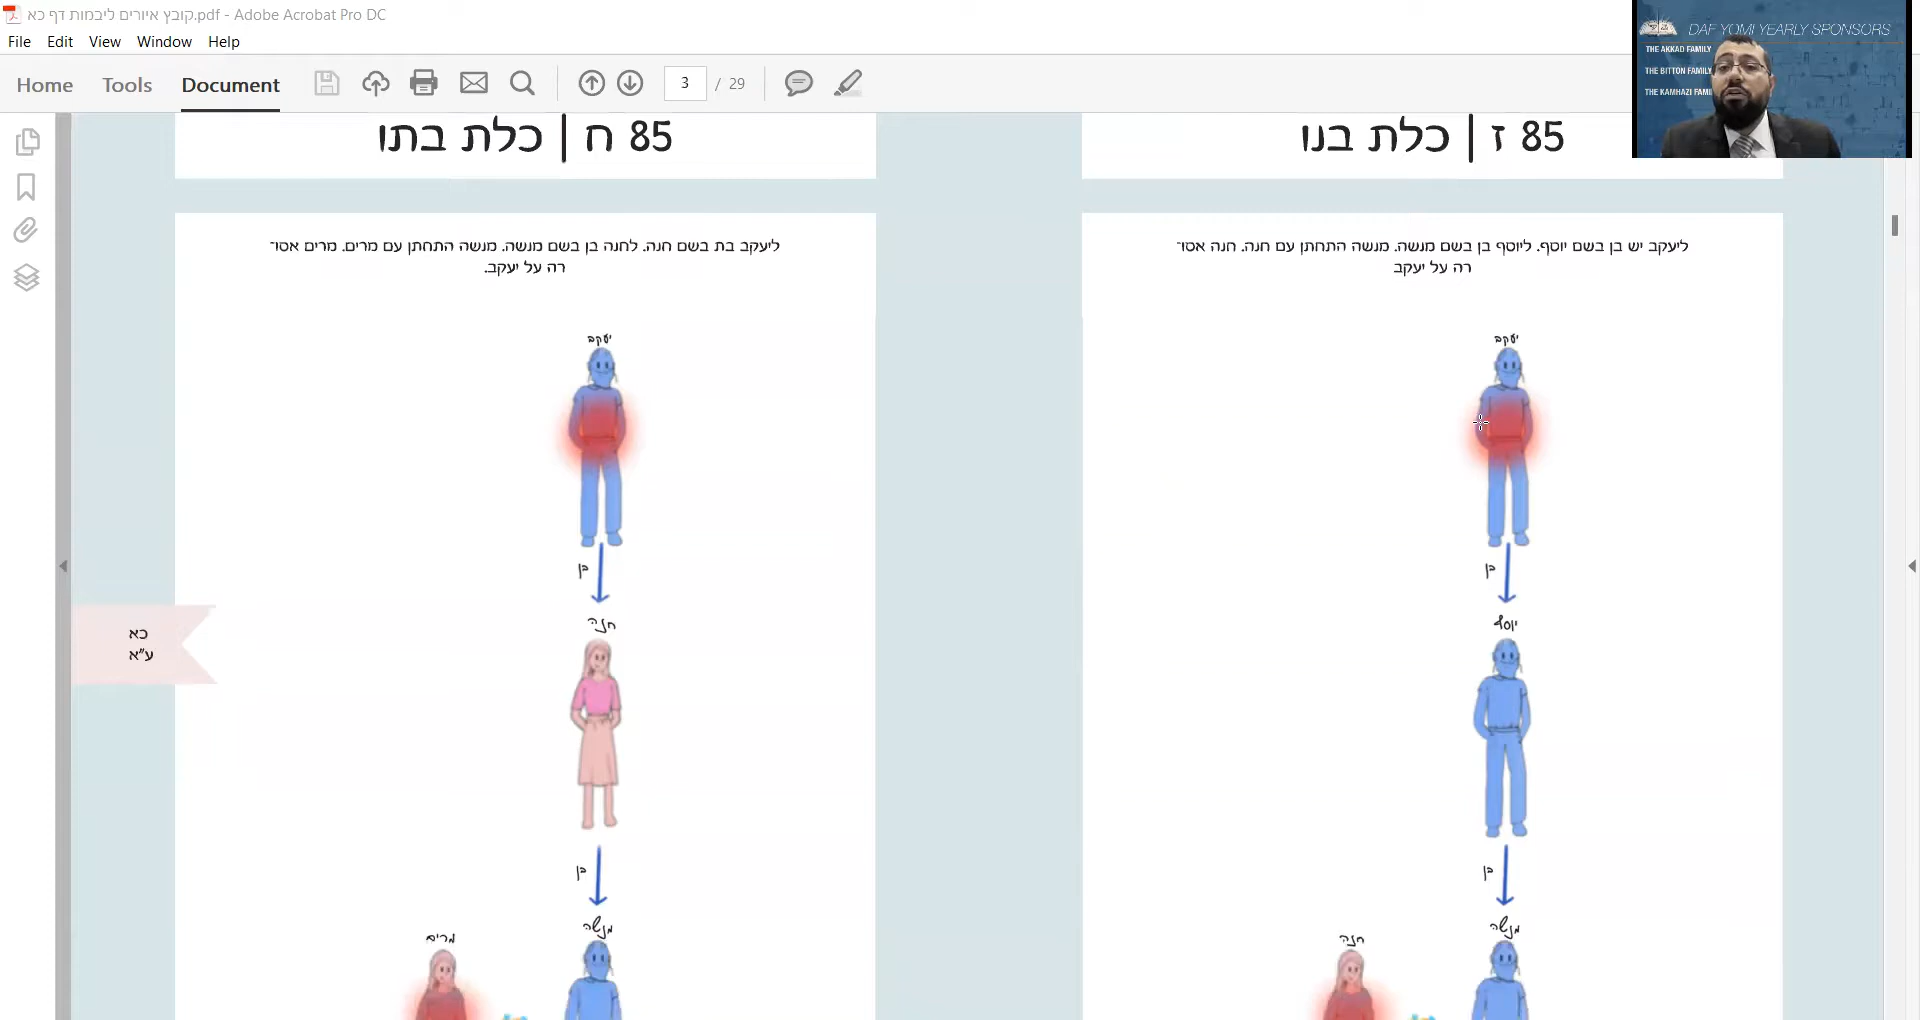 קובץ איורים ליבמות דף כא.pdf - Adobe Acrobat Pro DC
File Edit View Window Help
Home Tools Document 3 / 29
DAF YOMI YEARLY SPONSORS
THE AKKAD FAMILY
THE BITTON FAMILY
THE KAMHAZI FAMI
85 ז | כלת בנו
ליעקב יש בן בשם יוסף. ליוסף בן בשם מנשה. מנשה התחתן עם חנה. חנה אסו־
רה על יעקב
יעקב
בן
יוסף
בן
מנשה
חנה
85 ח | כלת בתו
ליעקב בת בשם חנה. לחנה בן בשם מנשה. מנשה התחתן עם מרים. מרים אסו־
רה על יעקב.
יעקב
בן
חנה
בן
מנשה
מרים
כא
ע"א